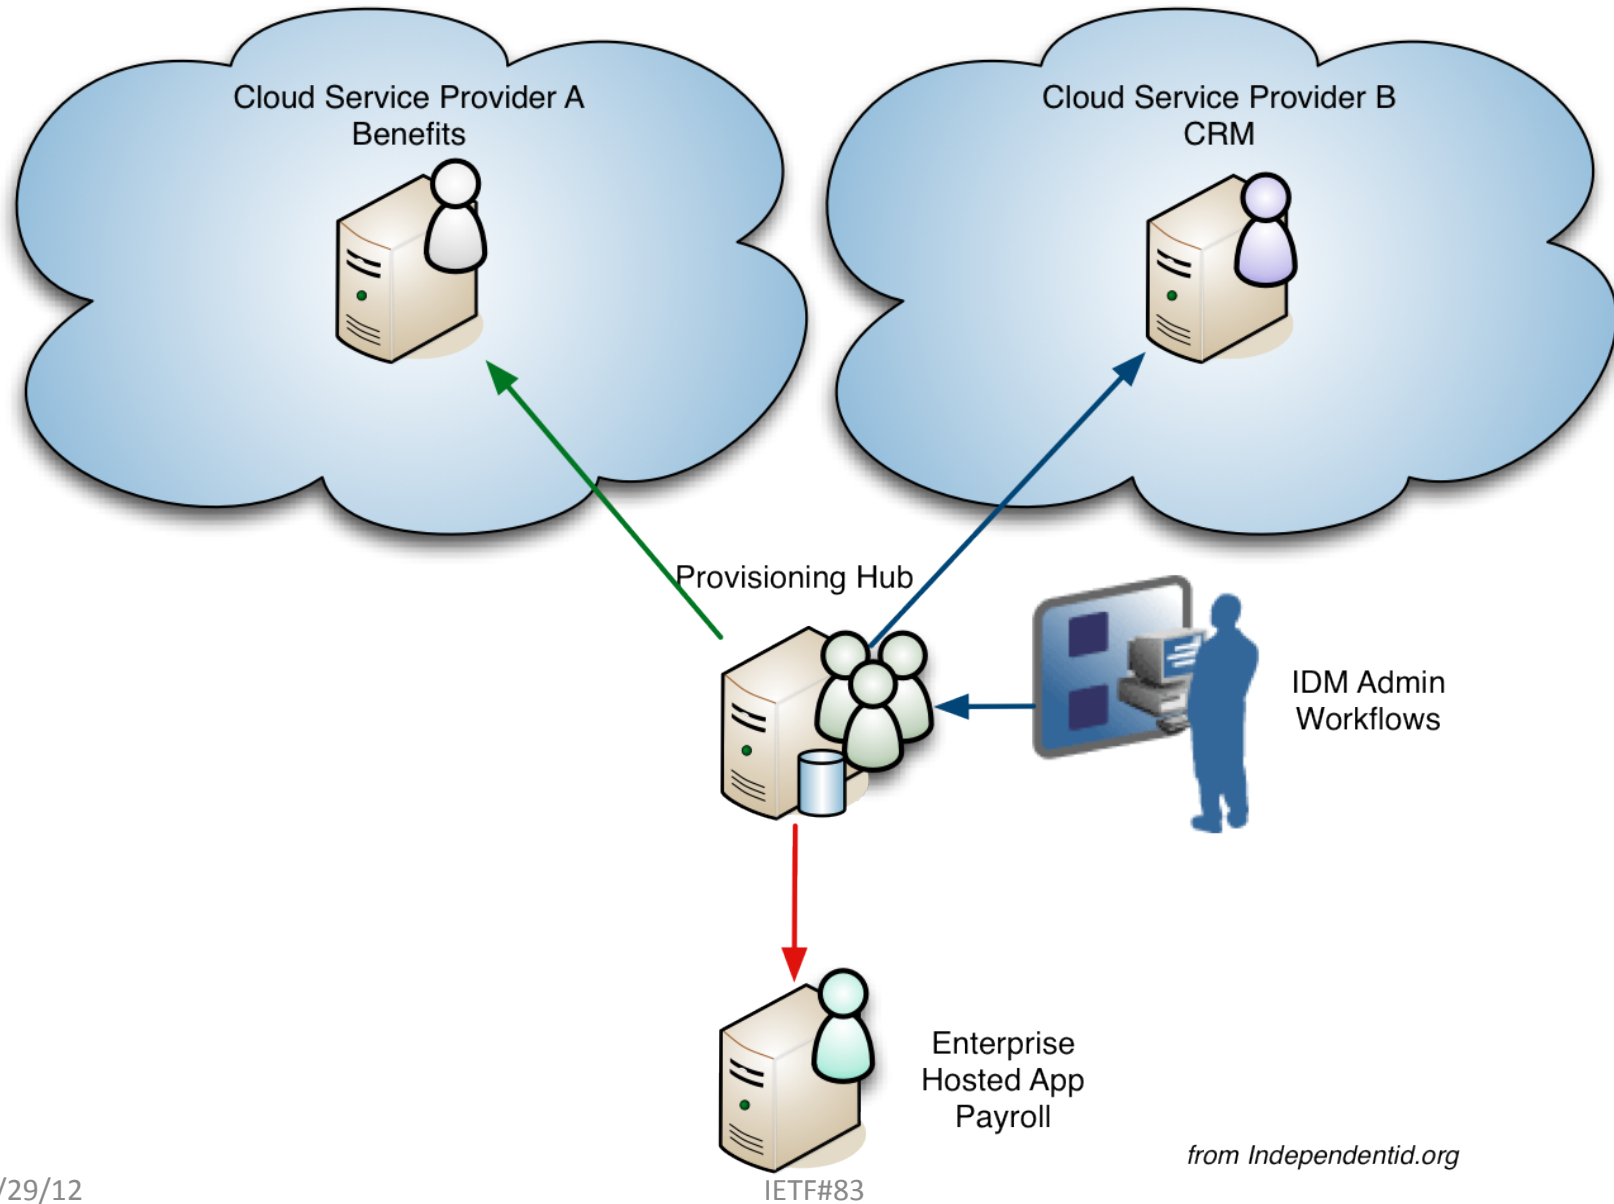 Cloud Service Provider A
Benefits
Cloud Service Provider B
CRM
Provisioning Hub
IDM Admin
Workflows
Enterprise
Hosted App
Payroll
from Independentid.org
/29/12
IETF#83